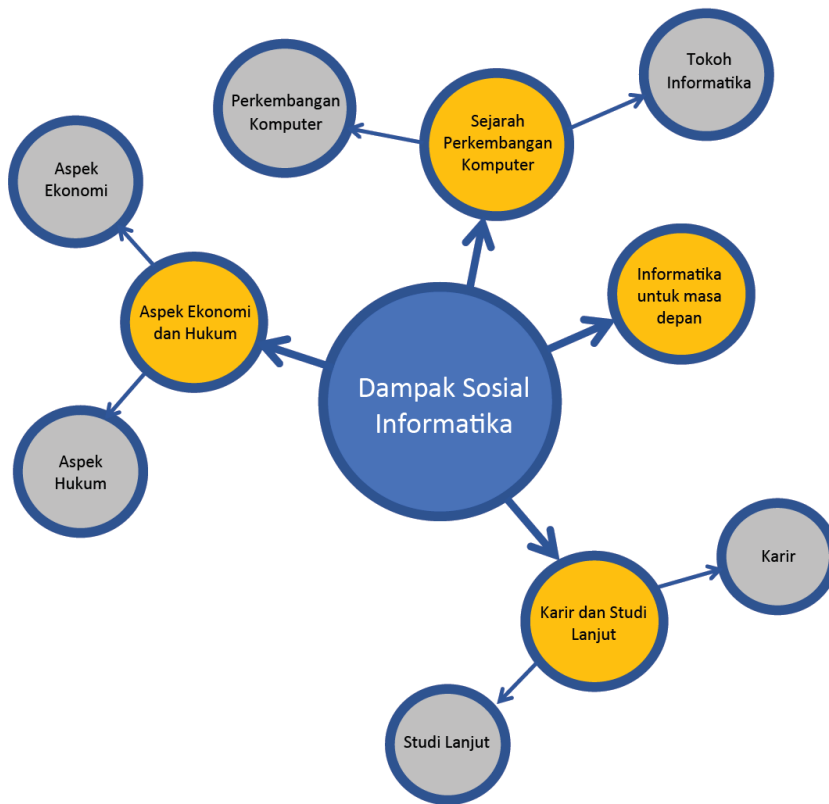 Tokoh
Informatika
Perkembangan
Komputer
Sejarah
Perkembangan
Komputer
Aspek
Ekonomi
Informatika
untuk masa
depan
Aspek Ekonomi
dan Hukum
Dampak Sosial
Informatika
Aspek
Hukum
Karir
Karir dan Studi
Lanjut
Studi Lanjut